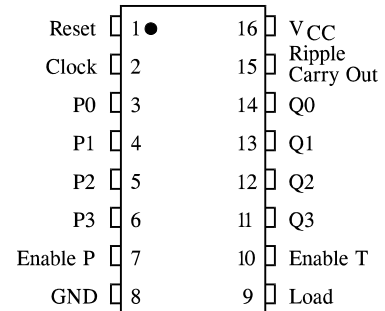 Reset 1 16 VCC
Clock 2 15 Ripple Carry Out
P0 3 14 Q0
P1 4 13 Q1
P2 5 12 Q2
P3 6 11 Q3
Enable P 7 10 Enable T
GND 8 9 Load